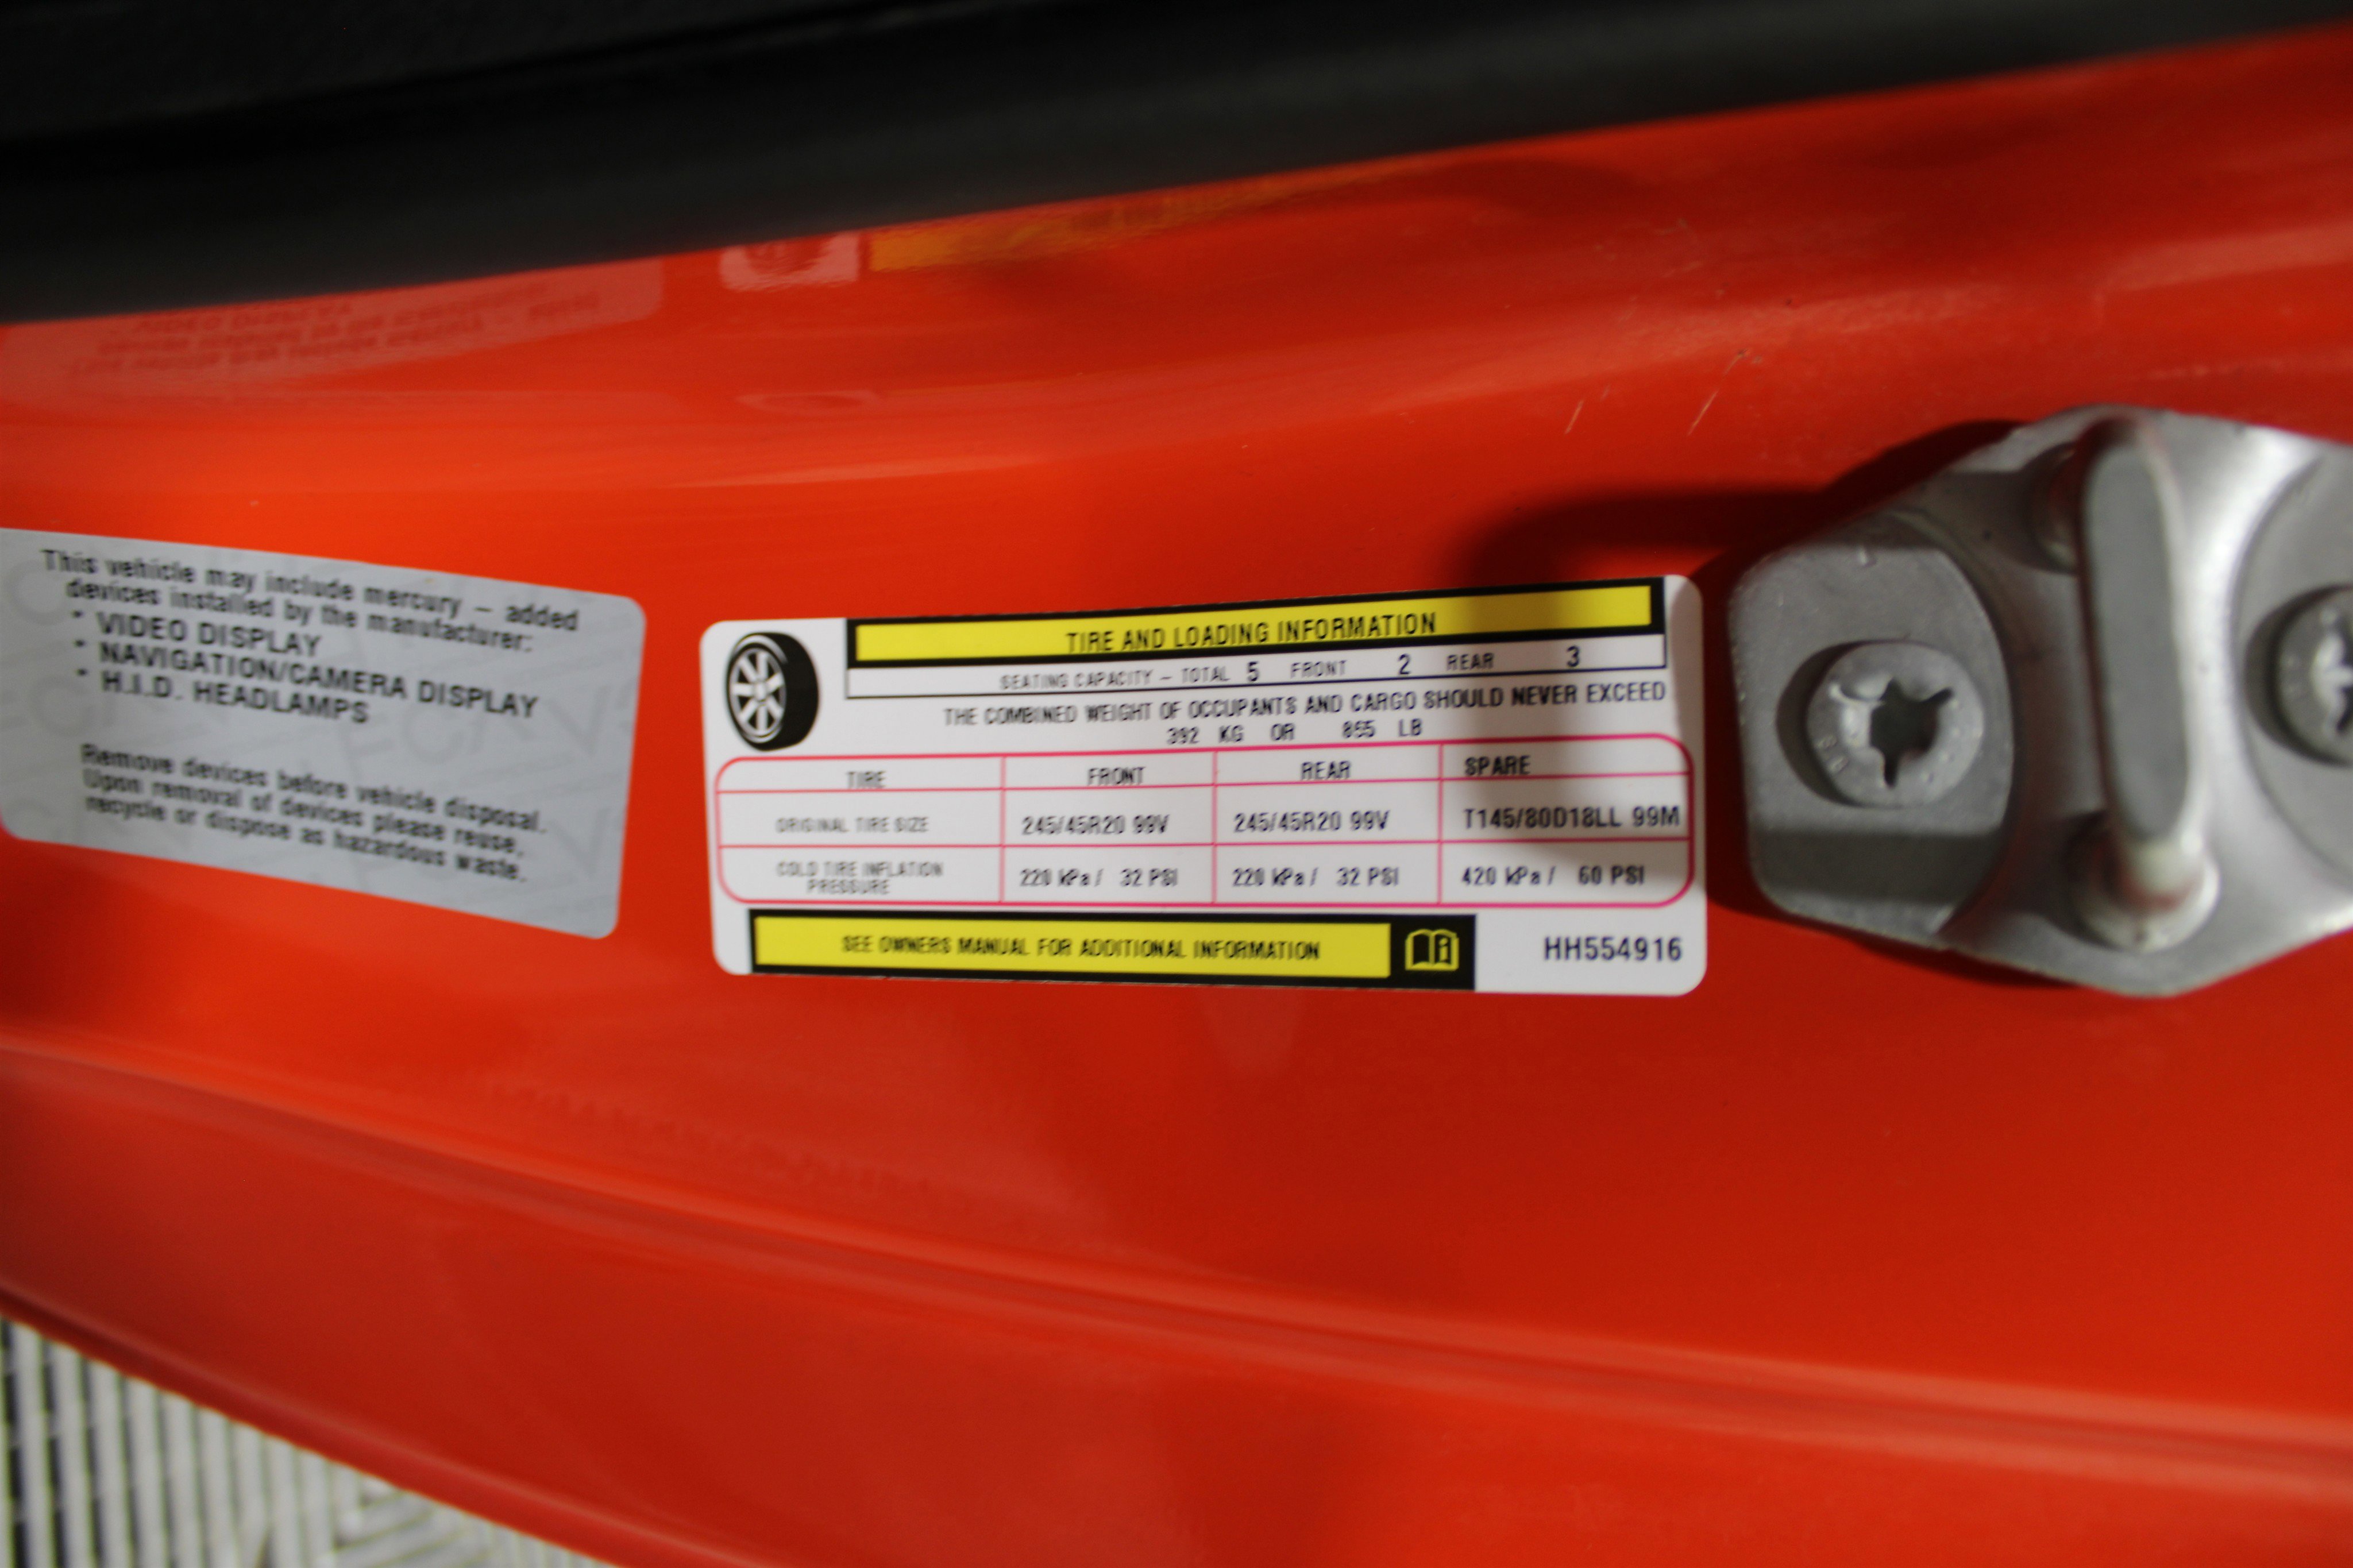 This vehicle may include mercury – added
devices installed by the manufacturer:
• VIDEO DISPLAY
• NAVIGATION/CAMERA DISPLAY
• H.I.D. HEADLAMPS
Remove devices before vehicle disposal.
Upon removal of devices please reuse,
recycle or dispose as hazardous waste.
TIRE AND LOADING INFORMATION
SEATING CAPACITY – TOTAL 5 FRONT 2 REAR 3
THE COMBINED WEIGHT OF OCCUPANTS AND CARGO SHOULD NEVER EXCEED
392 KG OR 865 LB
TIRE FRONT REAR SPARE
ORIGINAL TIRE SIZE 245/45R20 99V 245/45R20 99V T145/80D18LL 99M
COLD TIRE INFLATION
PRESSURE 220 kPa / 32 PSI 220 kPa / 32 PSI 420 kPa / 60 PSI
SEE OWNERS MANUAL FOR ADDITIONAL INFORMATION
HH554916